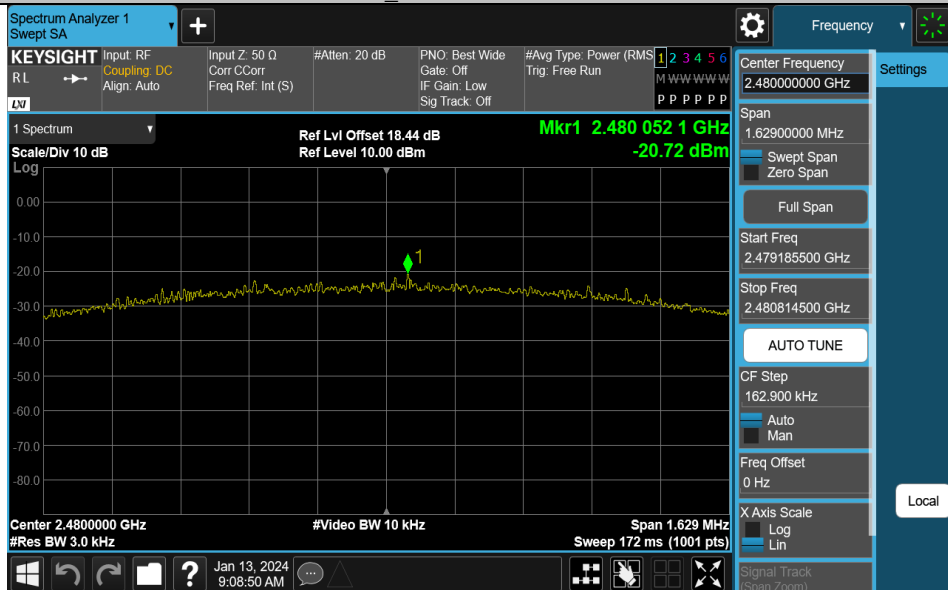 Spectrum Analyzer 1
Swept SA
+
Frequency
KEYSIGHT
RL
LXI
Input: RF
Coupling: DC
Align: Auto
Input Z: 50 Ω
Corr CCorr
Freq Ref: Int (S)
#Atten: 20 dB
PNO: Best Wide
Gate: Off
IF Gain: Low
Sig Track: Off
#Avg Type: Power (RMS
Trig: Free Run
1 2 3 4 5 6
M W W W W W
P P P P P P
1 Spectrum
Scale/Div 10 dB
Log
Ref Lvl Offset 18.44 dB
Ref Level 10.00 dBm
Mkr1 2.480 052 1 GHz
-20.72 dBm
1
0.00
-10.0
-20.0
-30.0
-40.0
-50.0
-60.0
-70.0
-80.0
Center 2.4800000 GHz
#Res BW 3.0 kHz
#Video BW 10 kHz
Span 1.629 MHz
Sweep 172 ms (1001 pts)
Center Frequency
2.480000000 GHz
Span
1.62900000 MHz
Swept Span
Zero Span
Full Span
Start Freq
2.479185500 GHz
Stop Freq
2.480814500 GHz
AUTO TUNE
CF Step
162.900 kHz
Auto
Man
Freq Offset
0 Hz
X Axis Scale
Log
Lin
Signal Track
(Span Zoom)
Settings
Local
?
Jan 13, 2024
9:08:50 AM